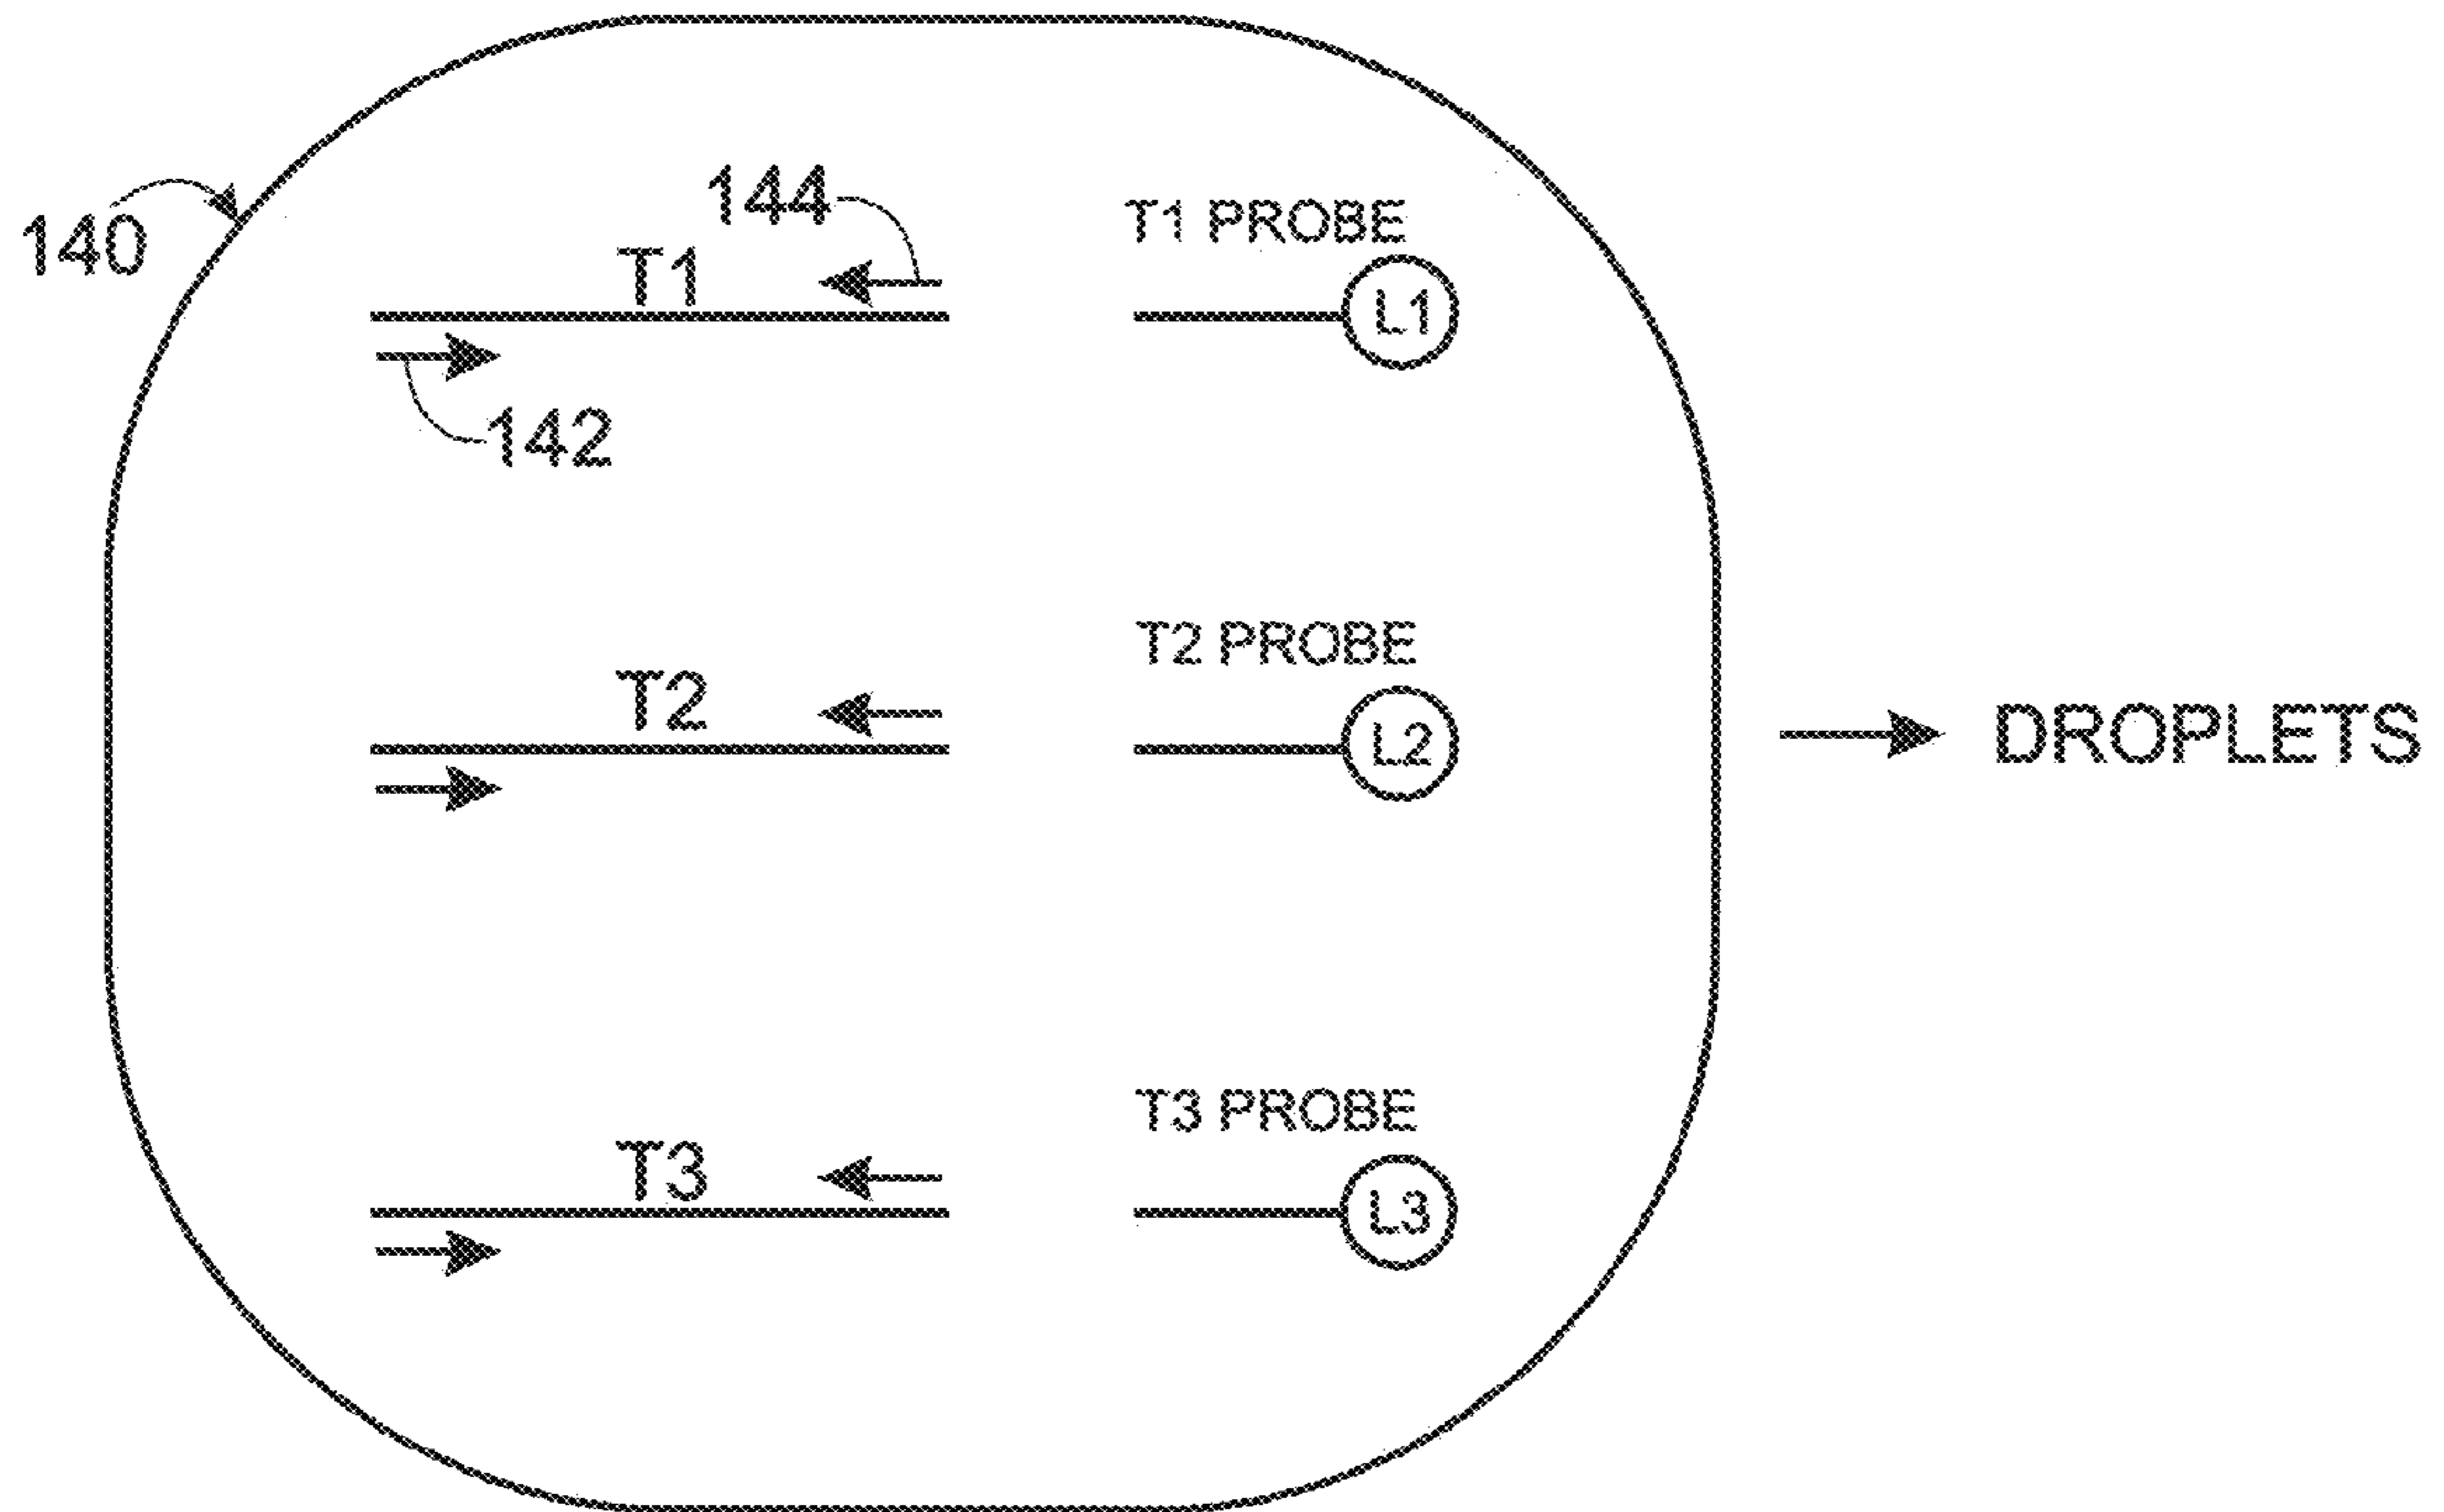 140
144
T1 PROBE
T1
L1
142
T2 PROBE
T2
L2
DROPLETS
T3 PROBE
T3
L3